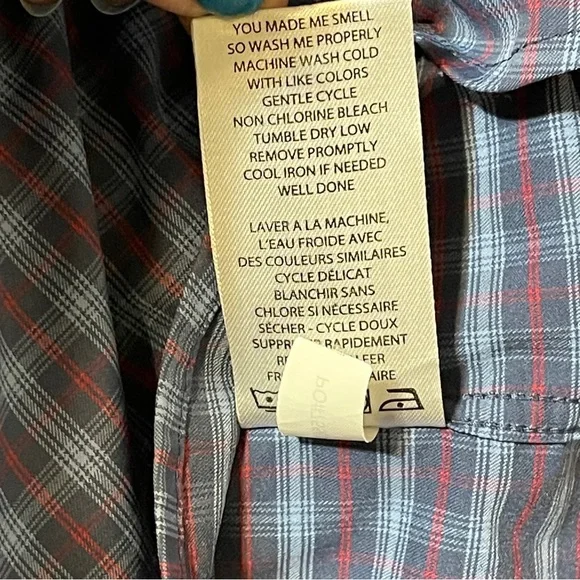 YOU MADE ME SMELL
SO WASH ME PROPERLY
MACHINE WASH COLD
WITH LIKE COLORS
GENTLE CYCLE
NON CHLORINE BLEACH
TUMBLE DRY LOW
REMOVE PROMPTLY
COOL IRON IF NEEDED
WELL DONE
LAVER A LA MACHINE,
L'EAU FROIDE AVEC
DES COULEURS SIMILAIRES
CYCLE DÉLICAT
BLANCHIR SANS
CHLORE SI NÉCESSAIRE
SÉCHER - CYCLE DOUX
RAPIDEMENT